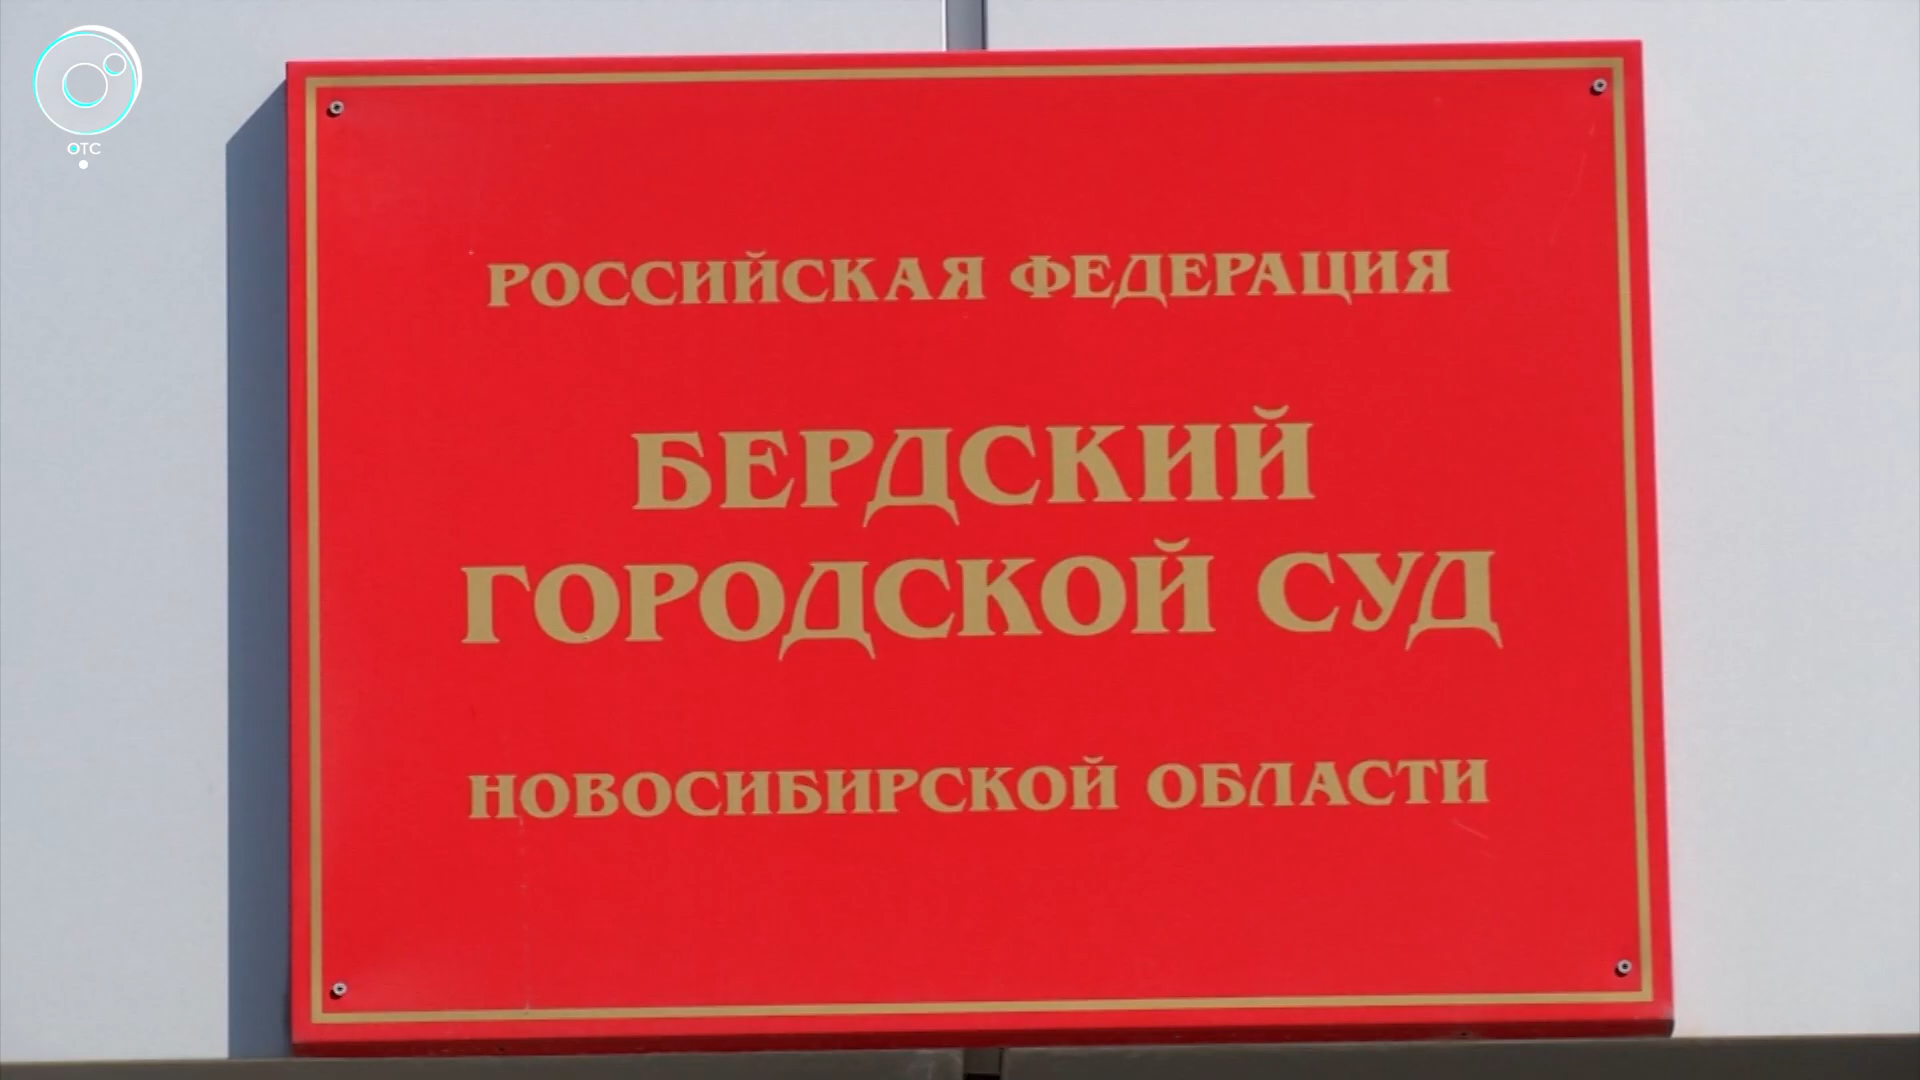 ОТС
РОССИЙСКАЯ ФЕДЕРАЦИЯ
БЕРДСКИЙ
ГОРОДСКОЙ СУД
НОВОСИБИРСКОЙ ОБЛАСТИ